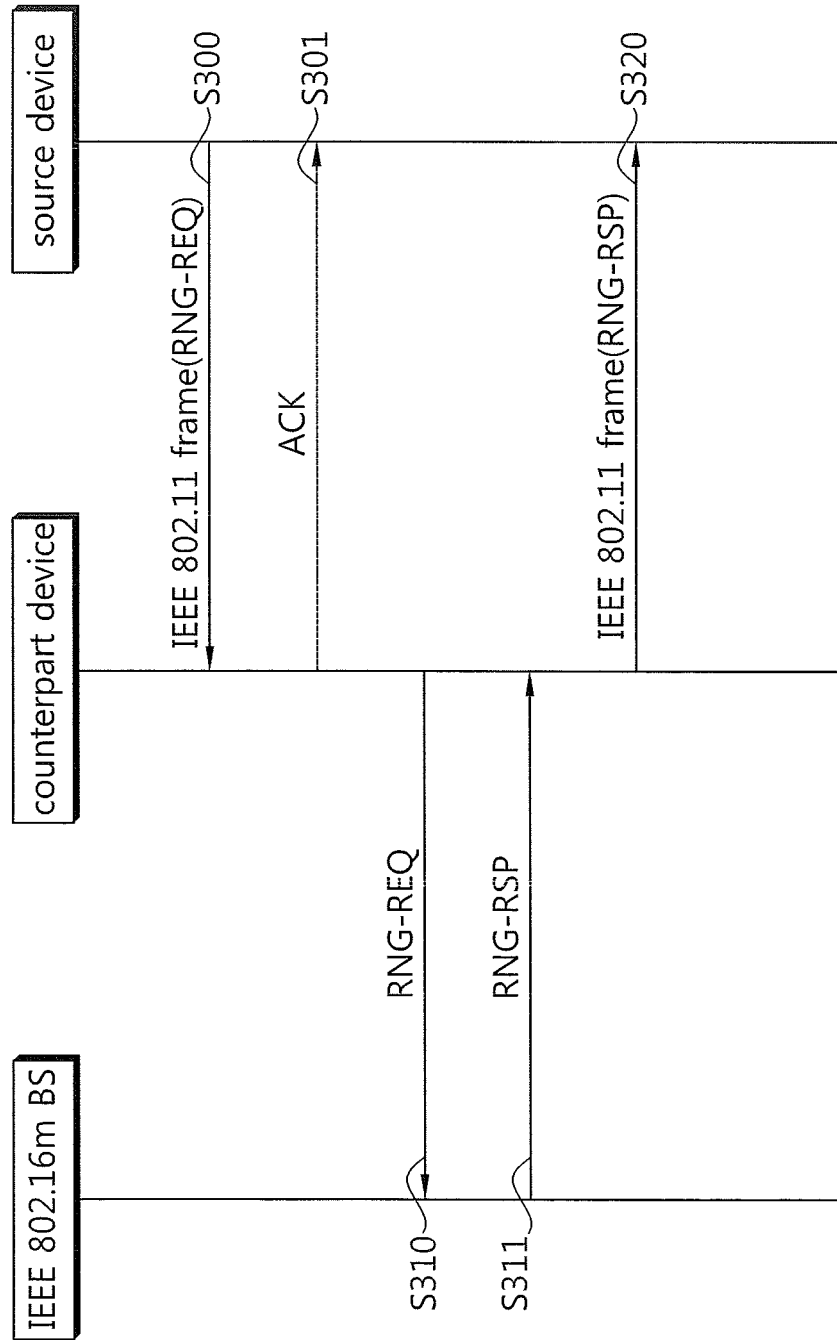 IEEE 802.16m BS
counterpart device
source device
IEEE 802.11 frame(RNG-REQ)
S300
ACK
S301
RNG-REQ
S310
RNG-RSP
S311
IEEE 802.11 frame(RNG-RSP)
S320